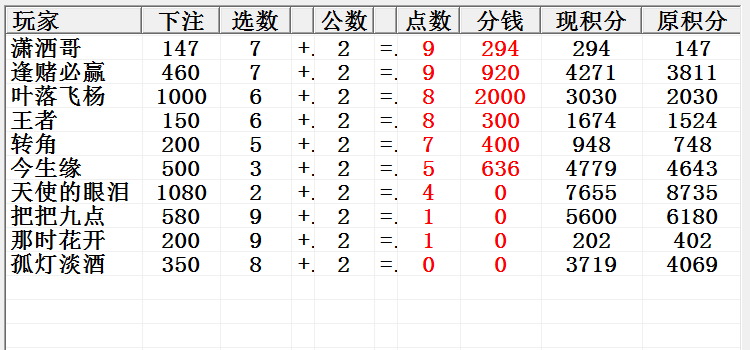 玩家 下注 选数 公数 点数 分钱 现积分 原积分
潇洒哥 147 7 +. 2 =. 9 294 294 147
逢赌必赢 460 7 +. 2 =. 9 920 4271 3811
叶落飞杨 1000 6 +. 2 =. 8 2000 3030 2030
王者 150 6 +. 2 =. 8 300 1674 1524
转角 200 5 +. 2 =. 7 400 948 748
今生缘 500 3 +. 2 =. 5 636 4779 4643
天使的眼泪 1080 2 +. 2 =. 4 0 7655 8735
把把九点 580 9 +. 2 =. 1 0 5600 6180
那时花开 200 9 +. 2 =. 1 0 202 402
孤灯淡酒 350 8 +. 2 =. 0 0 3719 4069